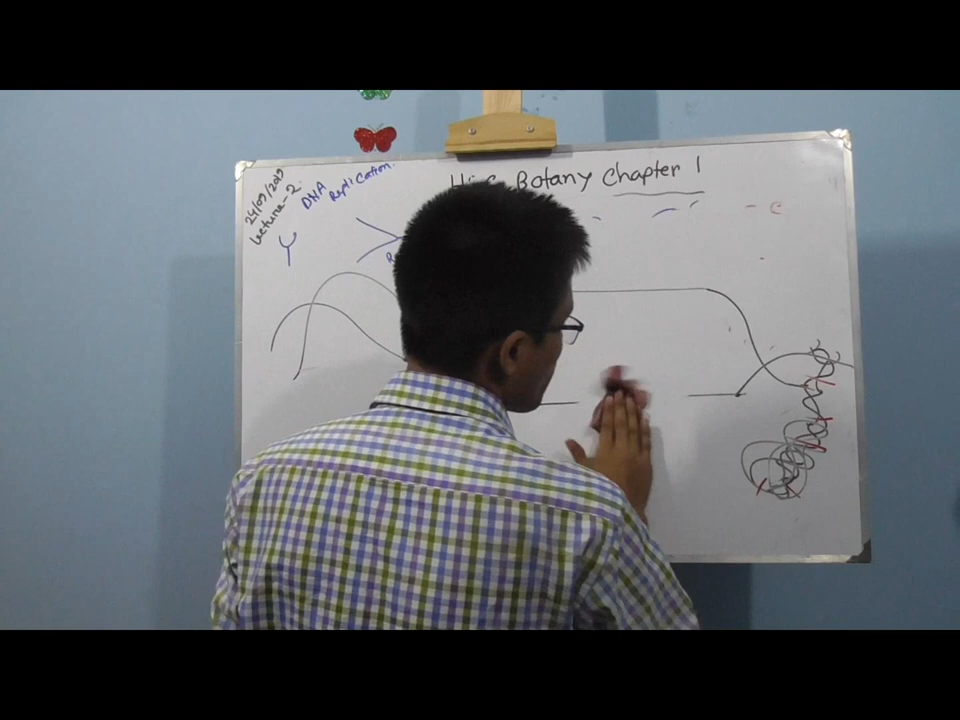 Botany Chapter 1
24/09/2019
Lecture-2
DNA
Replication.